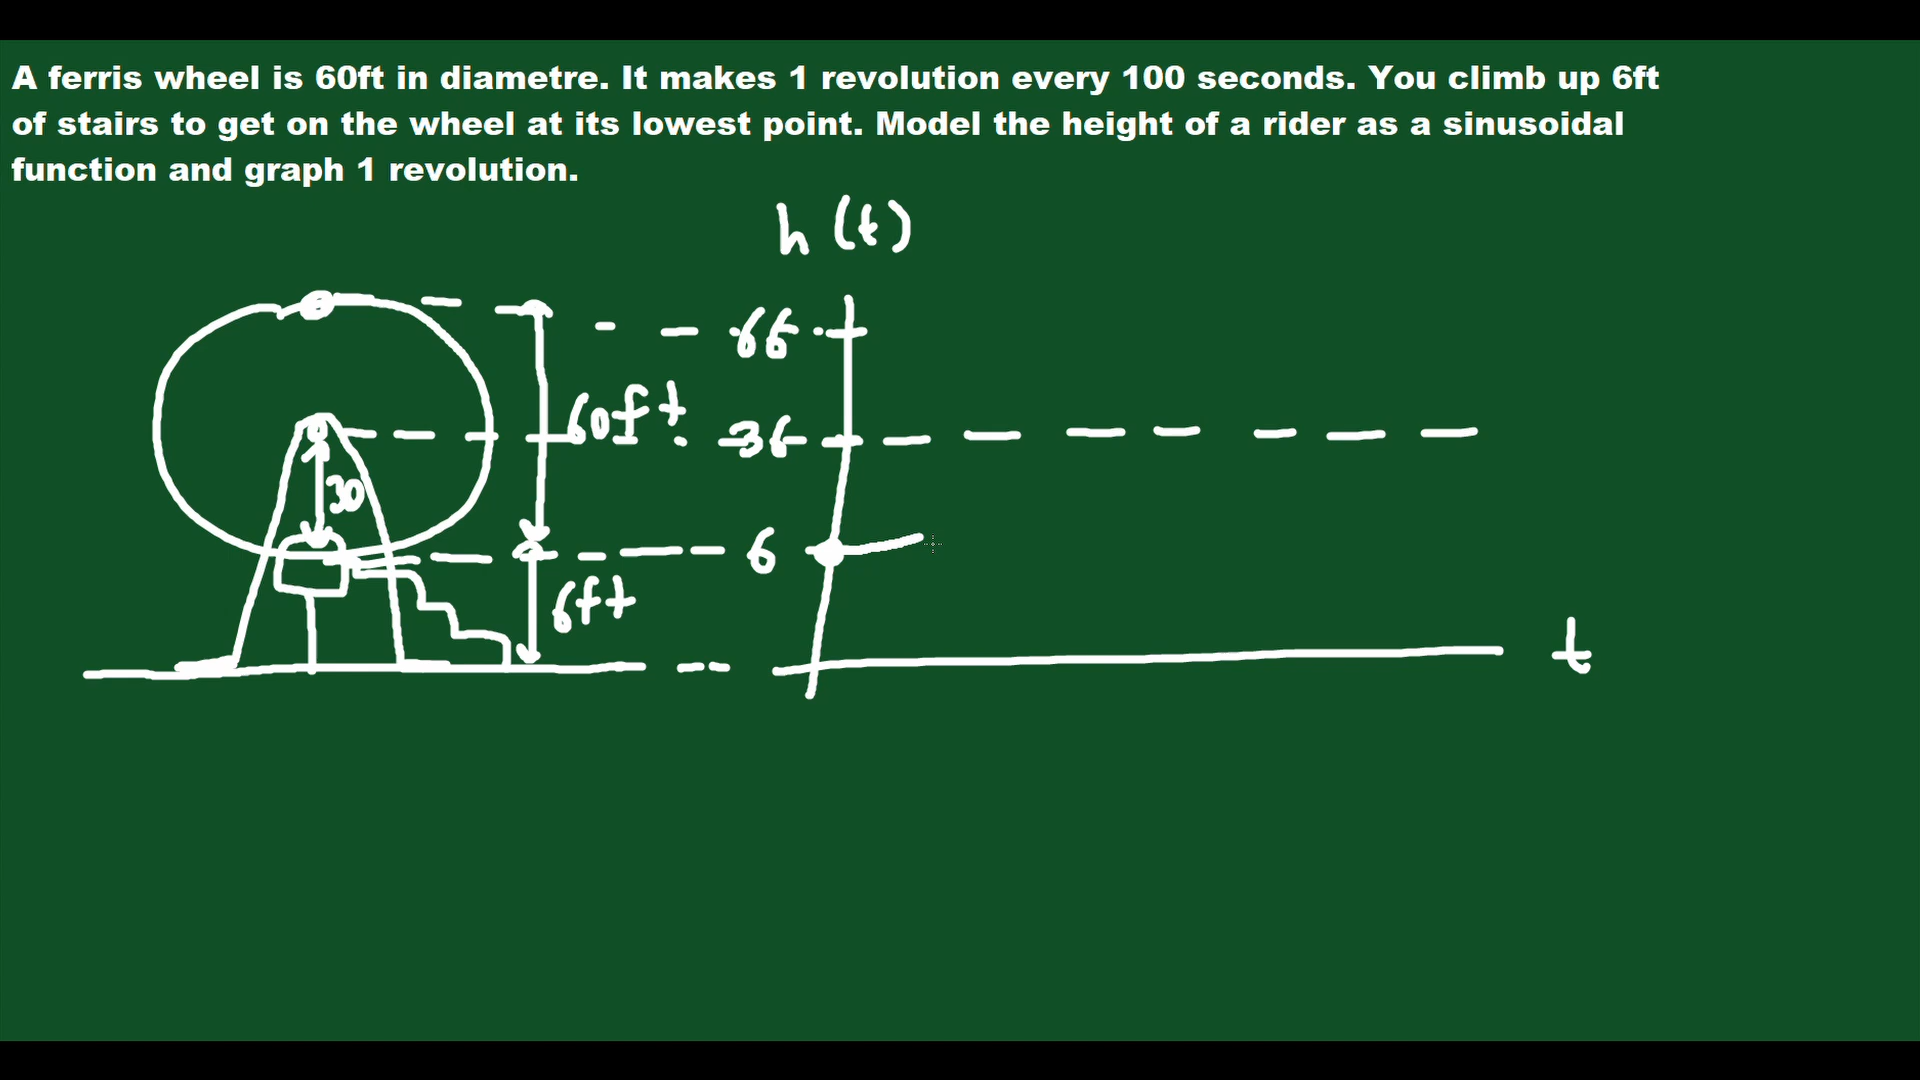 A ferris wheel is 60ft in diametre. It makes 1 revolution every 100 seconds. You climb up 6ft
of stairs to get on the wheel at its lowest point. Model the height of a rider as a sinusoidal
function and graph 1 revolution.
h (t)
66
60ft
36
30
6
6ft
t